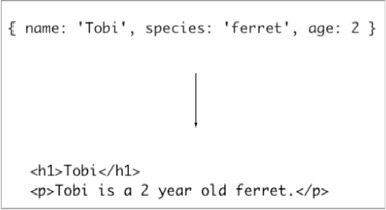 { name: 'Tobi', species: 'ferret', age: 2 }
<h1>Tobi</h1>
<p>Tobi is a 2 year old ferret.</p>